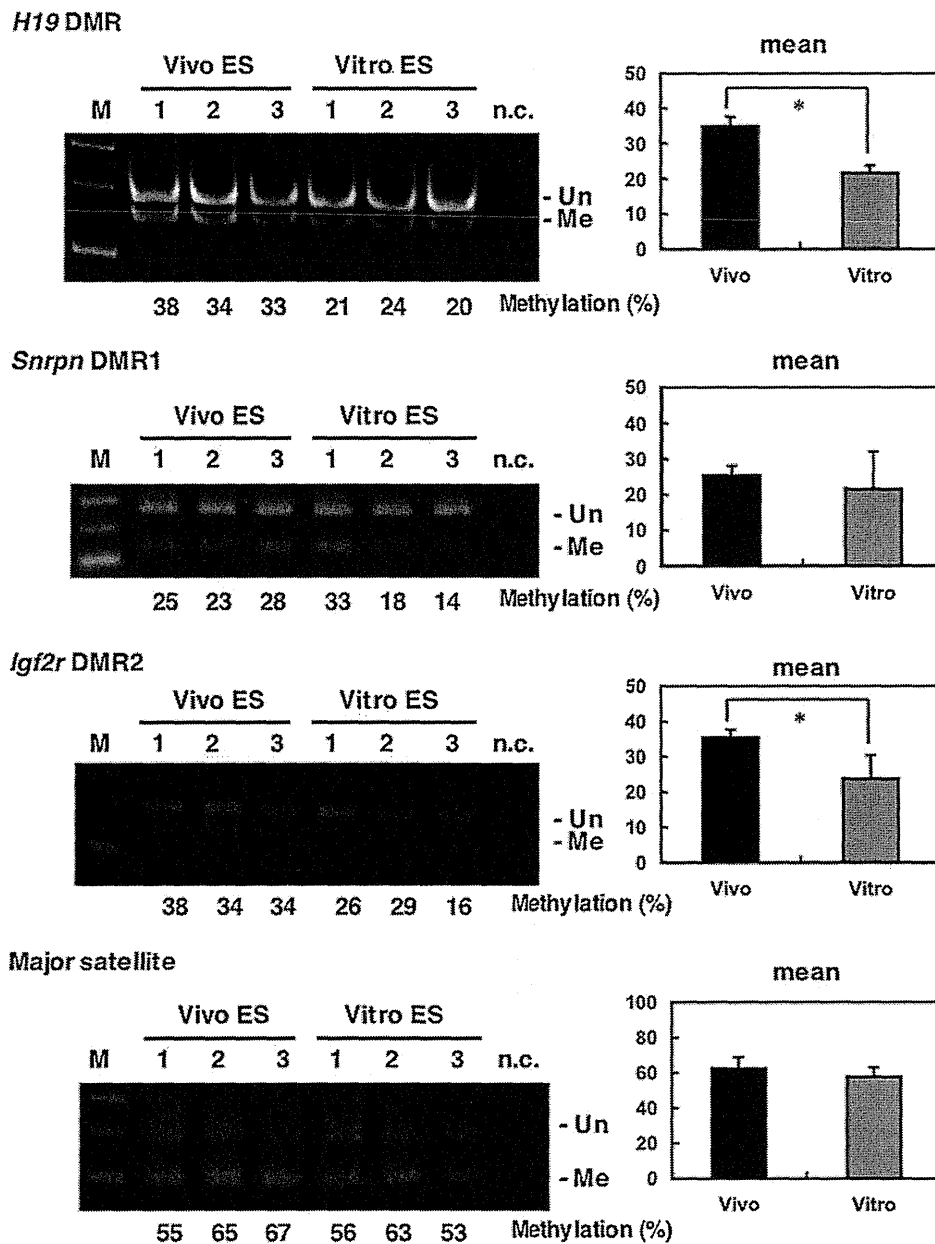 H19 DMR
Vivo ES Vitro ES
M 1 2 3 1 2 3 n.c.
- Un
- Me
38 34 33 21 24 20 Methylation (%)
mean
50
40
30
20
10
0
*
Vivo Vitro
Snrpn DMR1
Vivo ES Vitro ES
M 1 2 3 1 2 3 n.c.
- Un
- Me
25 23 28 33 18 14 Methylation (%)
mean
50
40
30
20
10
0
Vivo Vitro
Igf2r DMR2
Vivo ES Vitro ES
M 1 2 3 1 2 3 n.c.
- Un
- Me
38 34 34 26 29 16 Methylation (%)
mean
50
40
30
20
10
0
*
Vivo Vitro
Major satellite
Vivo ES Vitro ES
M 1 2 3 1 2 3 n.c.
- Un
- Me
55 65 67 56 63 53 Methylation (%)
mean
100
80
60
40
20
0
Vivo Vitro